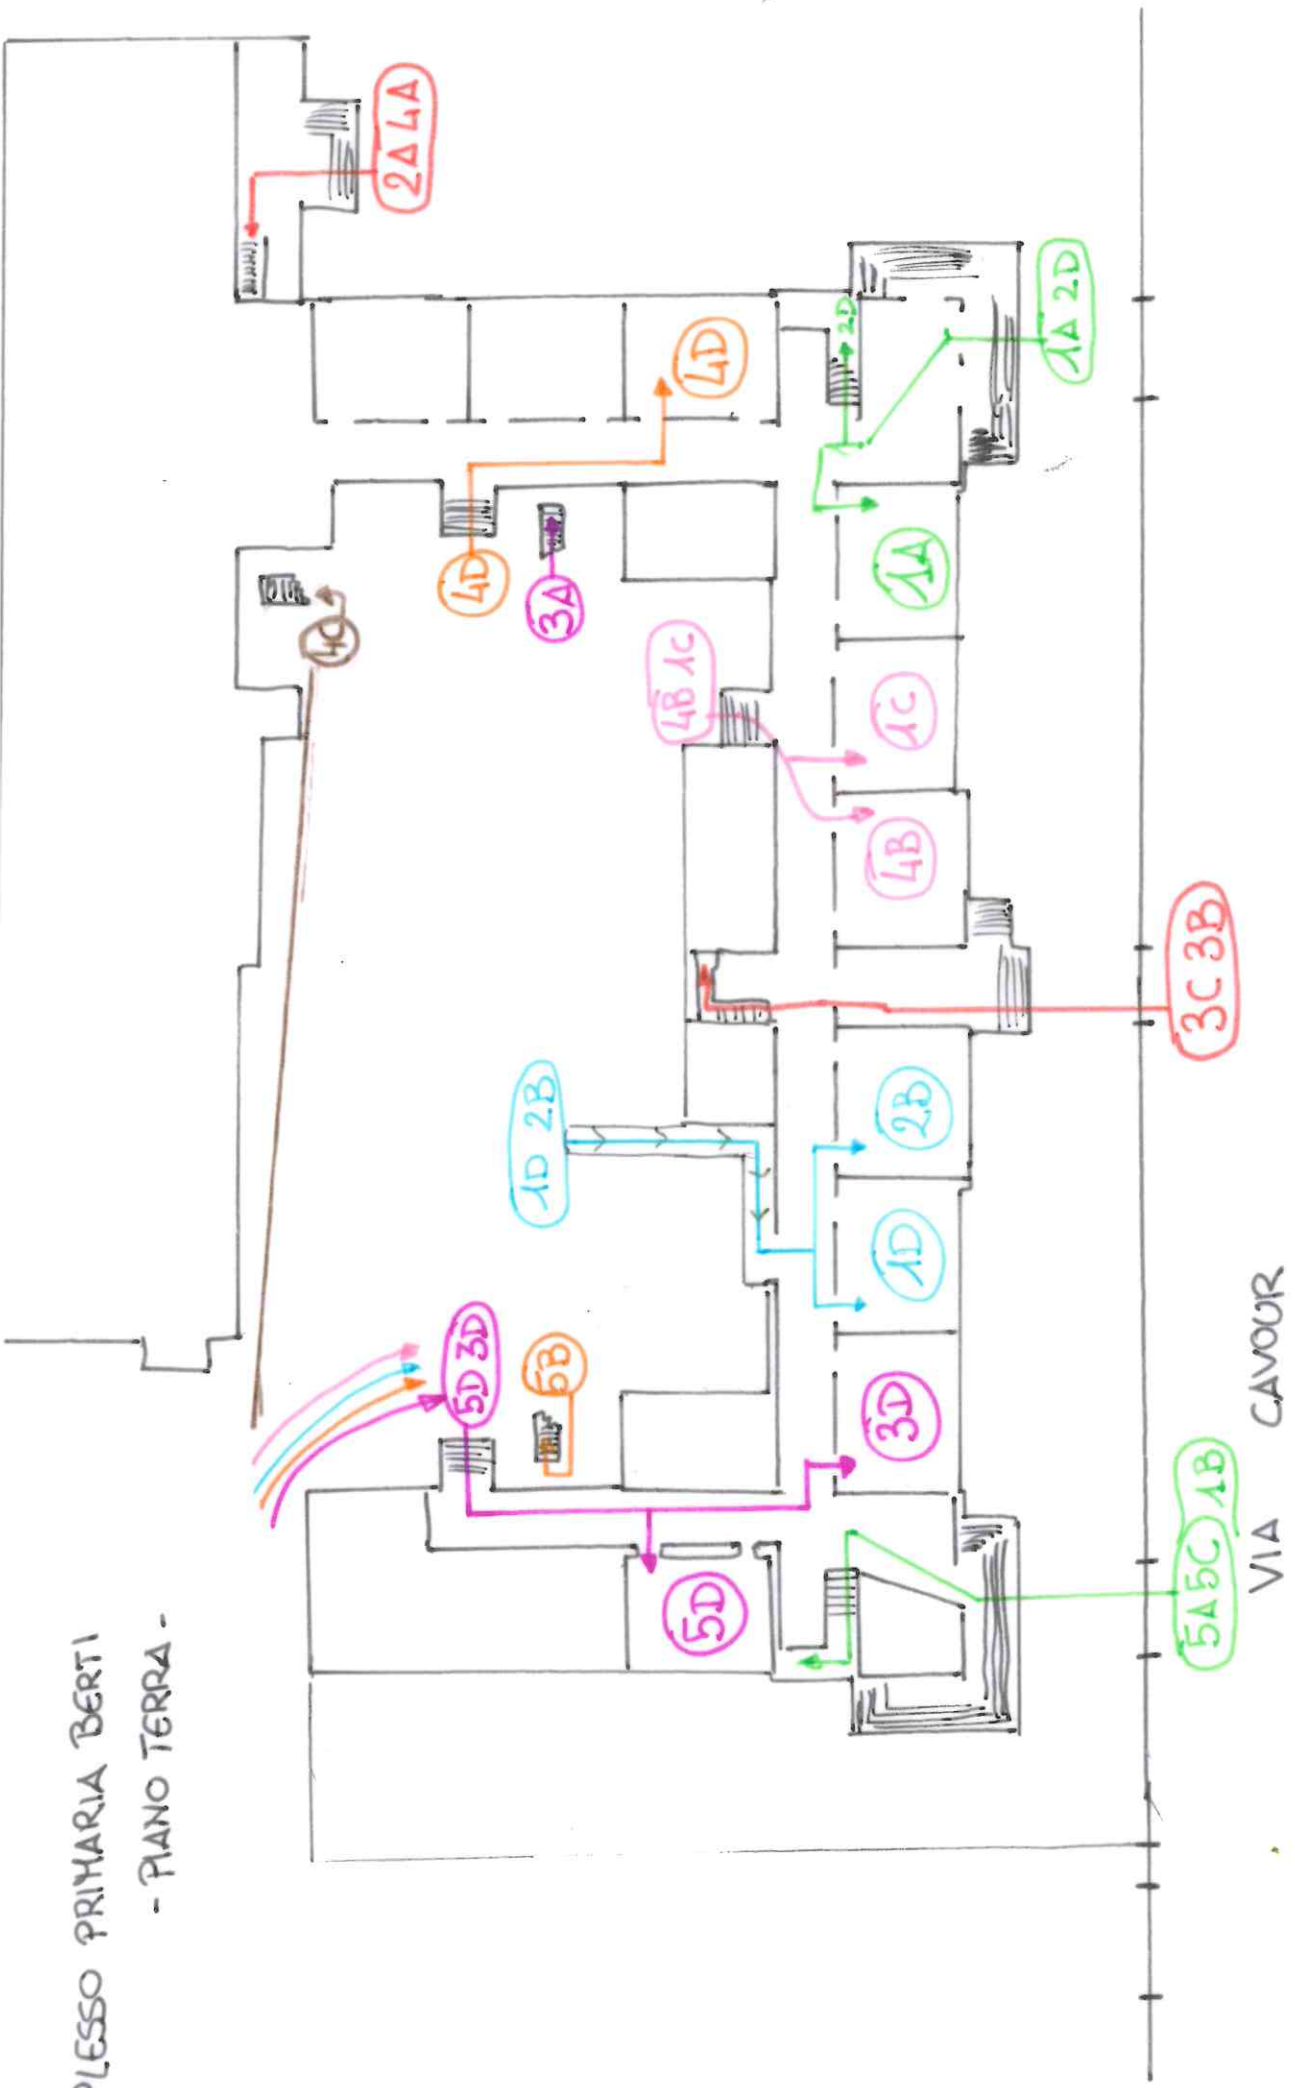 PLESSO PRIMARIA BERTI
- PIANO TERRA -
4C
2A 4A
5D 3D
4D
5B
1D 2B
3A
4B 1C
5D
4D
2D
3D
1D
2B
4B
1C
1A
1A 2D
5A 5C 1B
3C 3B
VIA CAVOUR